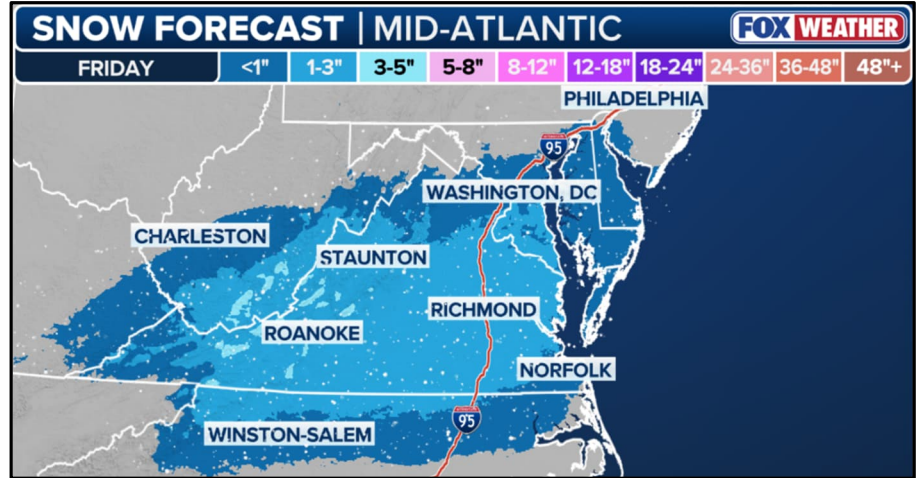 SNOW FORECAST | MID-ATLANTIC
FOX WEATHER
FRIDAY <1" 1-3" 3-5" 5-8" 8-12" 12-18" 18-24" 24-36" 36-48" 48"+
PHILADELPHIA
95
WASHINGTON, DC
CHARLESTON
STAUNTON
RICHMOND
ROANOKE
NORFOLK
95
WINSTON-SALEM